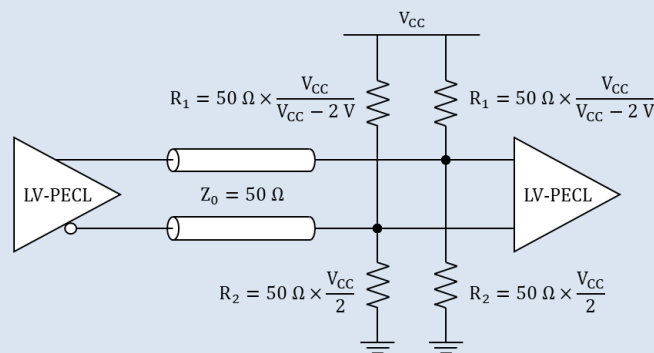 V_CC
R_1 = 50 Ω × V_CC / (V_CC − 2 V)
R_1 = 50 Ω × V_CC / (V_CC − 2 V)
LV-PECL
Z_0 = 50 Ω
LV-PECL
R_2 = 50 Ω × V_CC / 2
R_2 = 50 Ω × V_CC / 2